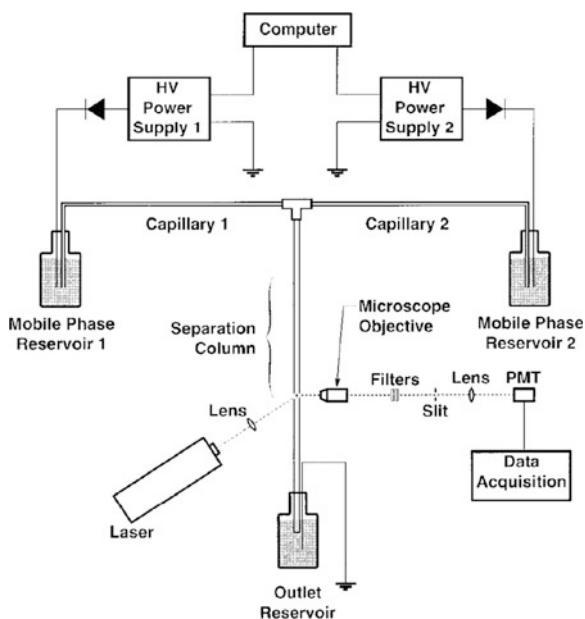 Computer
HV
Power
Supply 1
HV
Power
Supply 2
Capillary 1
Capillary 2
Mobile Phase
Reservoir 1
Mobile Phase
Reservoir 2
Separation
Column
Microscope
Objective
Filters
Slit
Lens
PMT
Lens
Laser
Data
Acquisition
Outlet
Reservoir